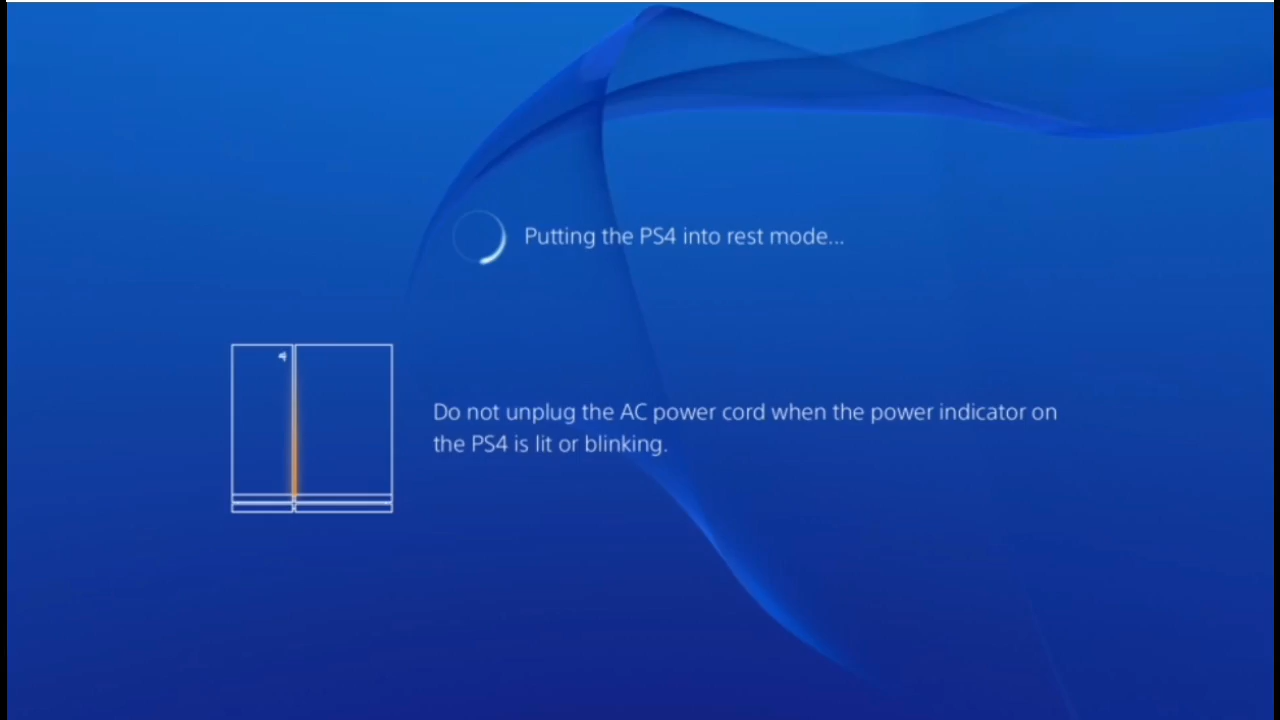 Putting the PS4 into rest mode...
Do not unplug the AC power cord when the power indicator on
the PS4 is lit or blinking.